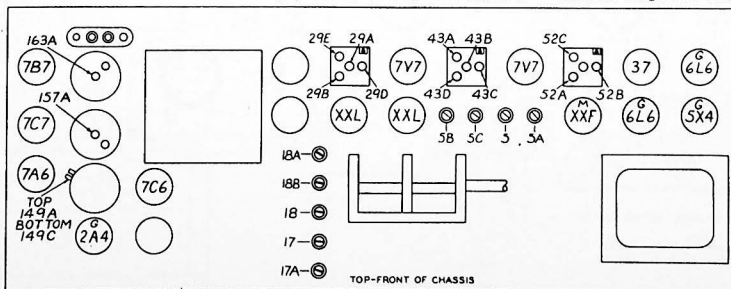 163A
7B7
29E
29A
7V7
43A
43B
7V7
52C
37
G
6L6
29B
29D
43D
43C
52A
52B
157A
7C7
XXL
XXL
5B
5C
5
5A
M
XXF
G
6L6
G
5X4
7A6
7C6
TOP
149A
BOTTOM
149C
G
2A4
18A
18B
18
17
17A
TOP-FRONT OF CHASSIS